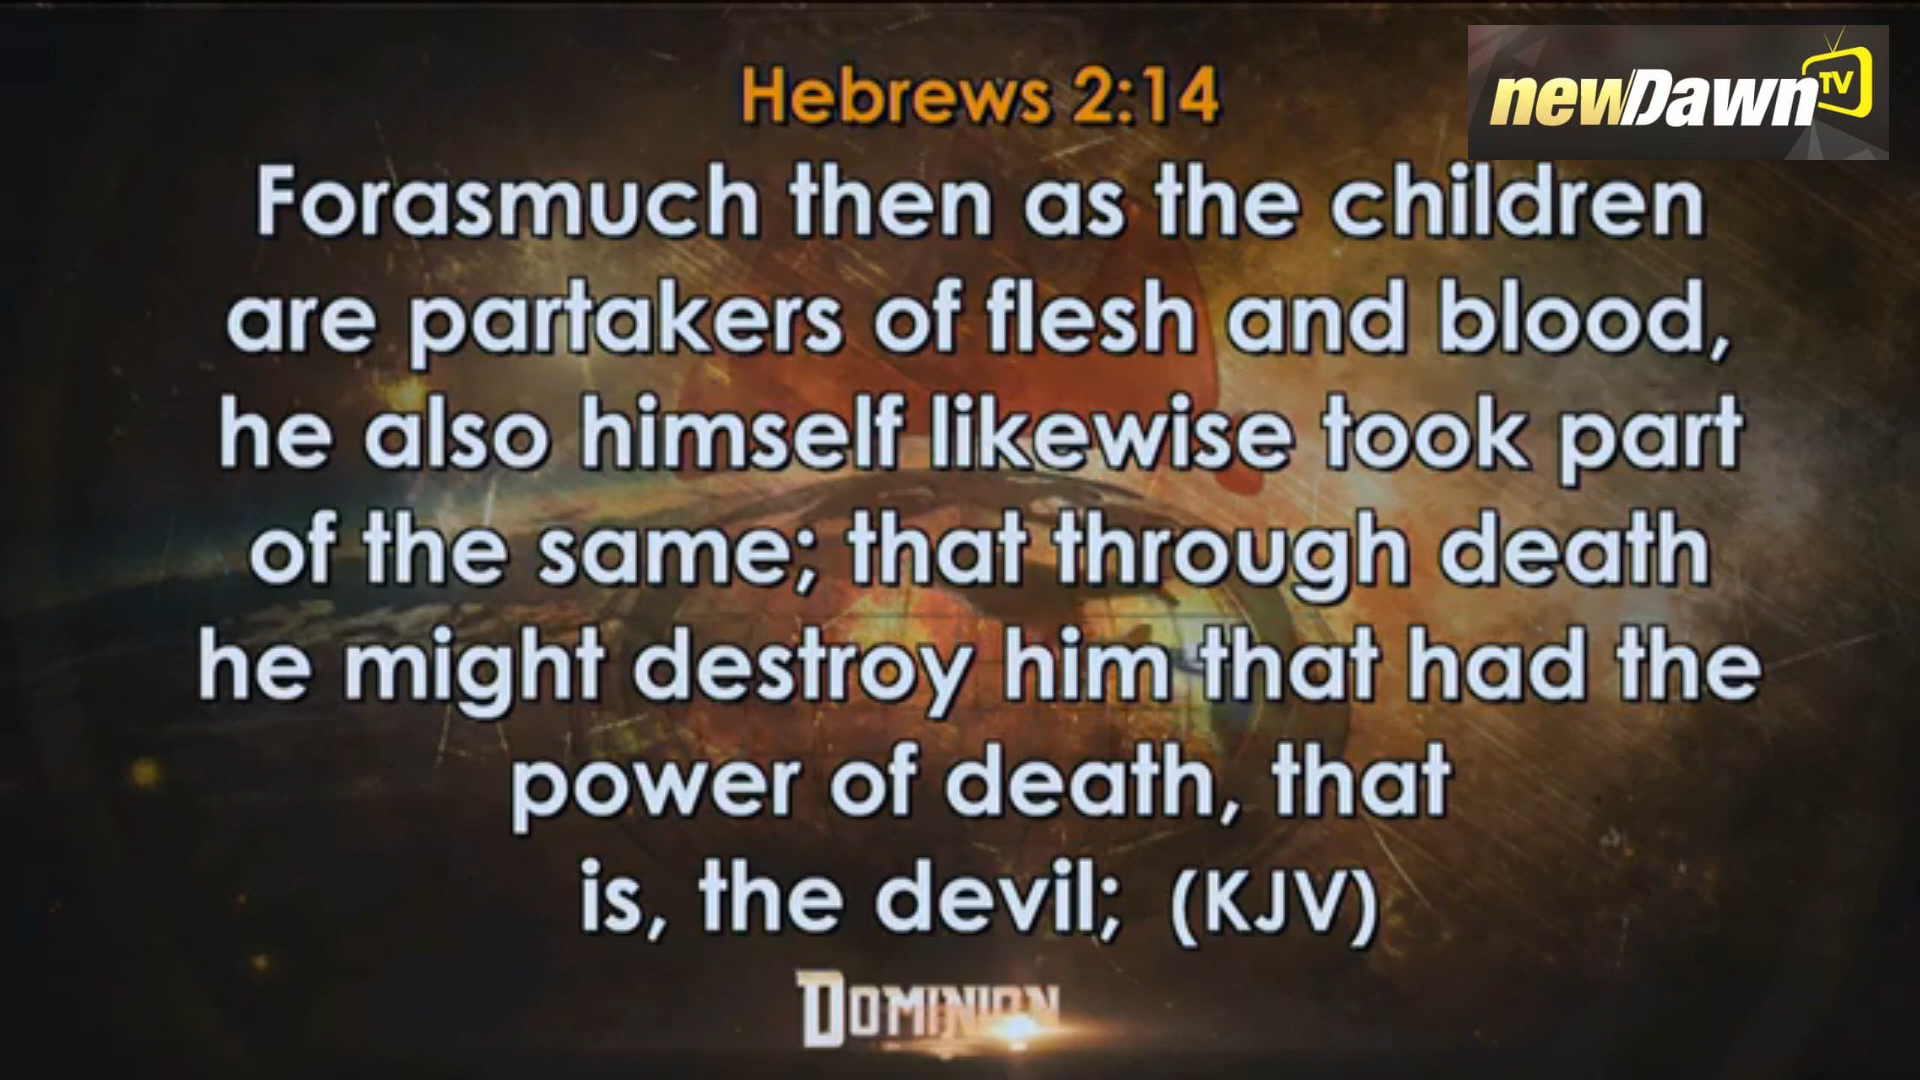 Hebrews 2:14
newDawn TV
Forasmuch then as the children
are partakers of flesh and blood,
he also himself likewise took part
of the same; that through death
he might destroy him that had the
power of death, that
is, the devil; (KJV)
DOMINION